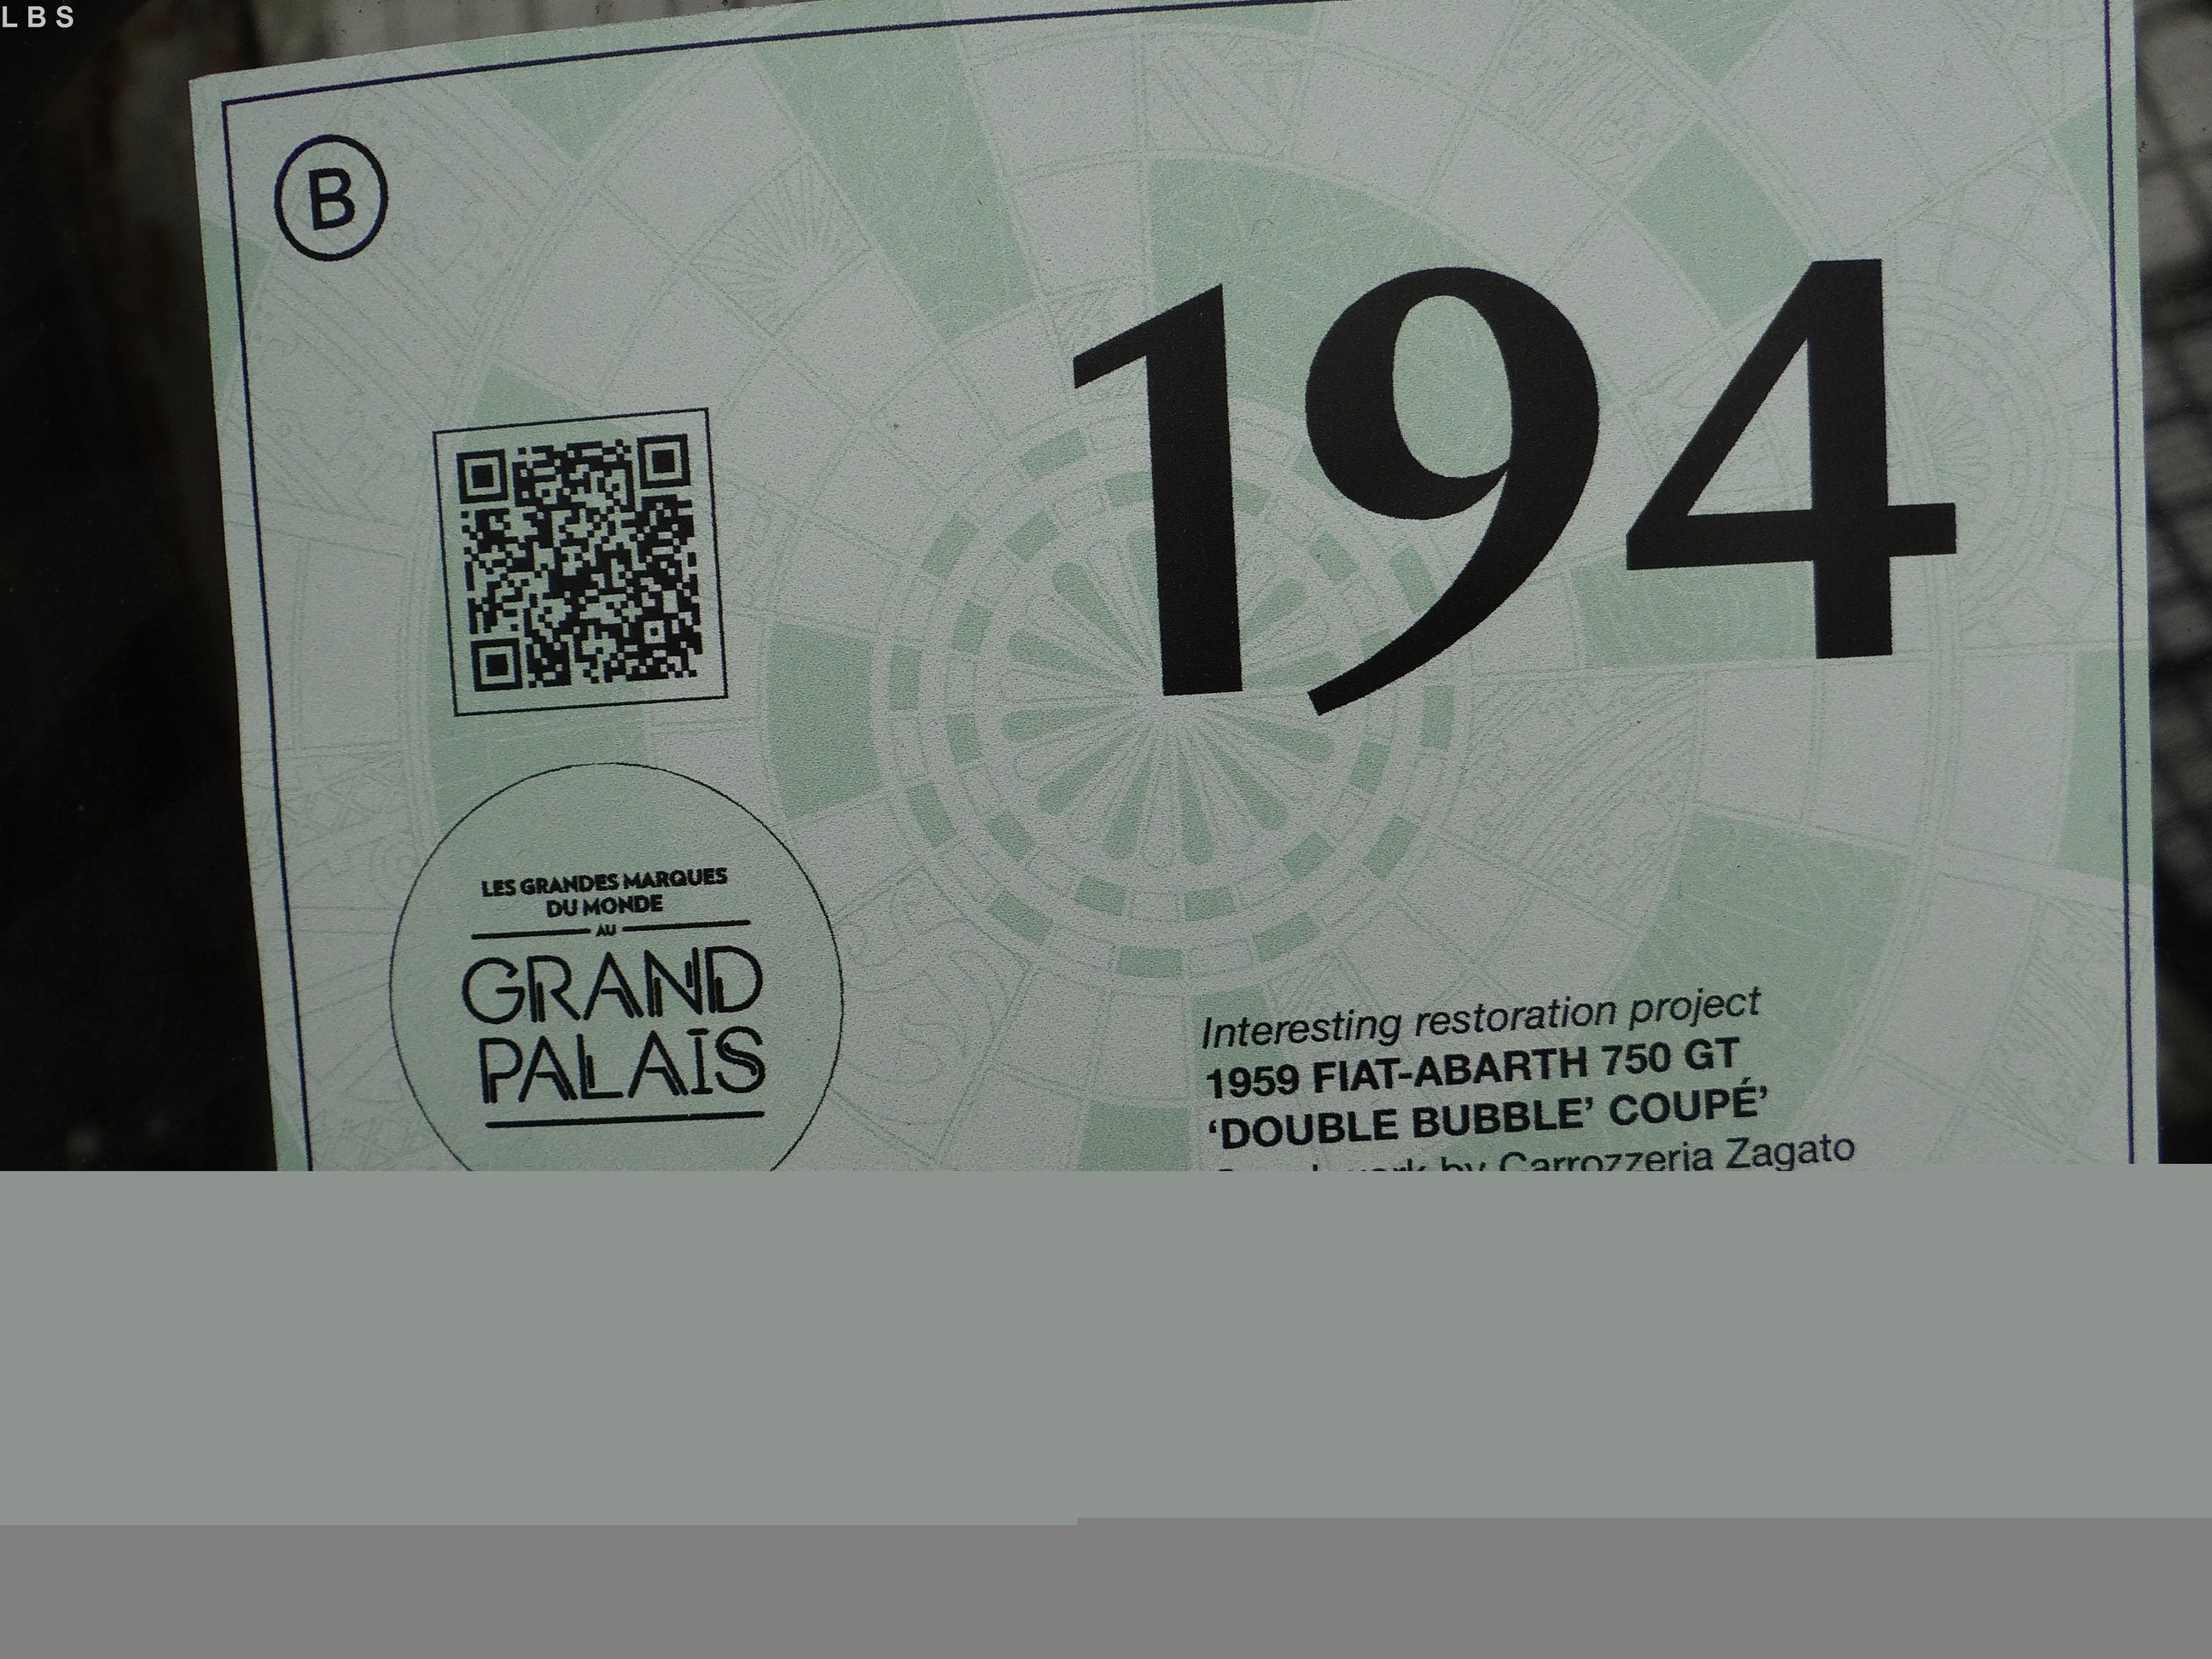 LBS
B
194
LES GRANDES MARQUES
DU MONDE
AU
GRAND
PALAIS
Interesting restoration project
1959 FIAT-ABARTH 750 GT
‘DOUBLE BUBBLE’ COUPÉ’
by Carrozzeria Zagato